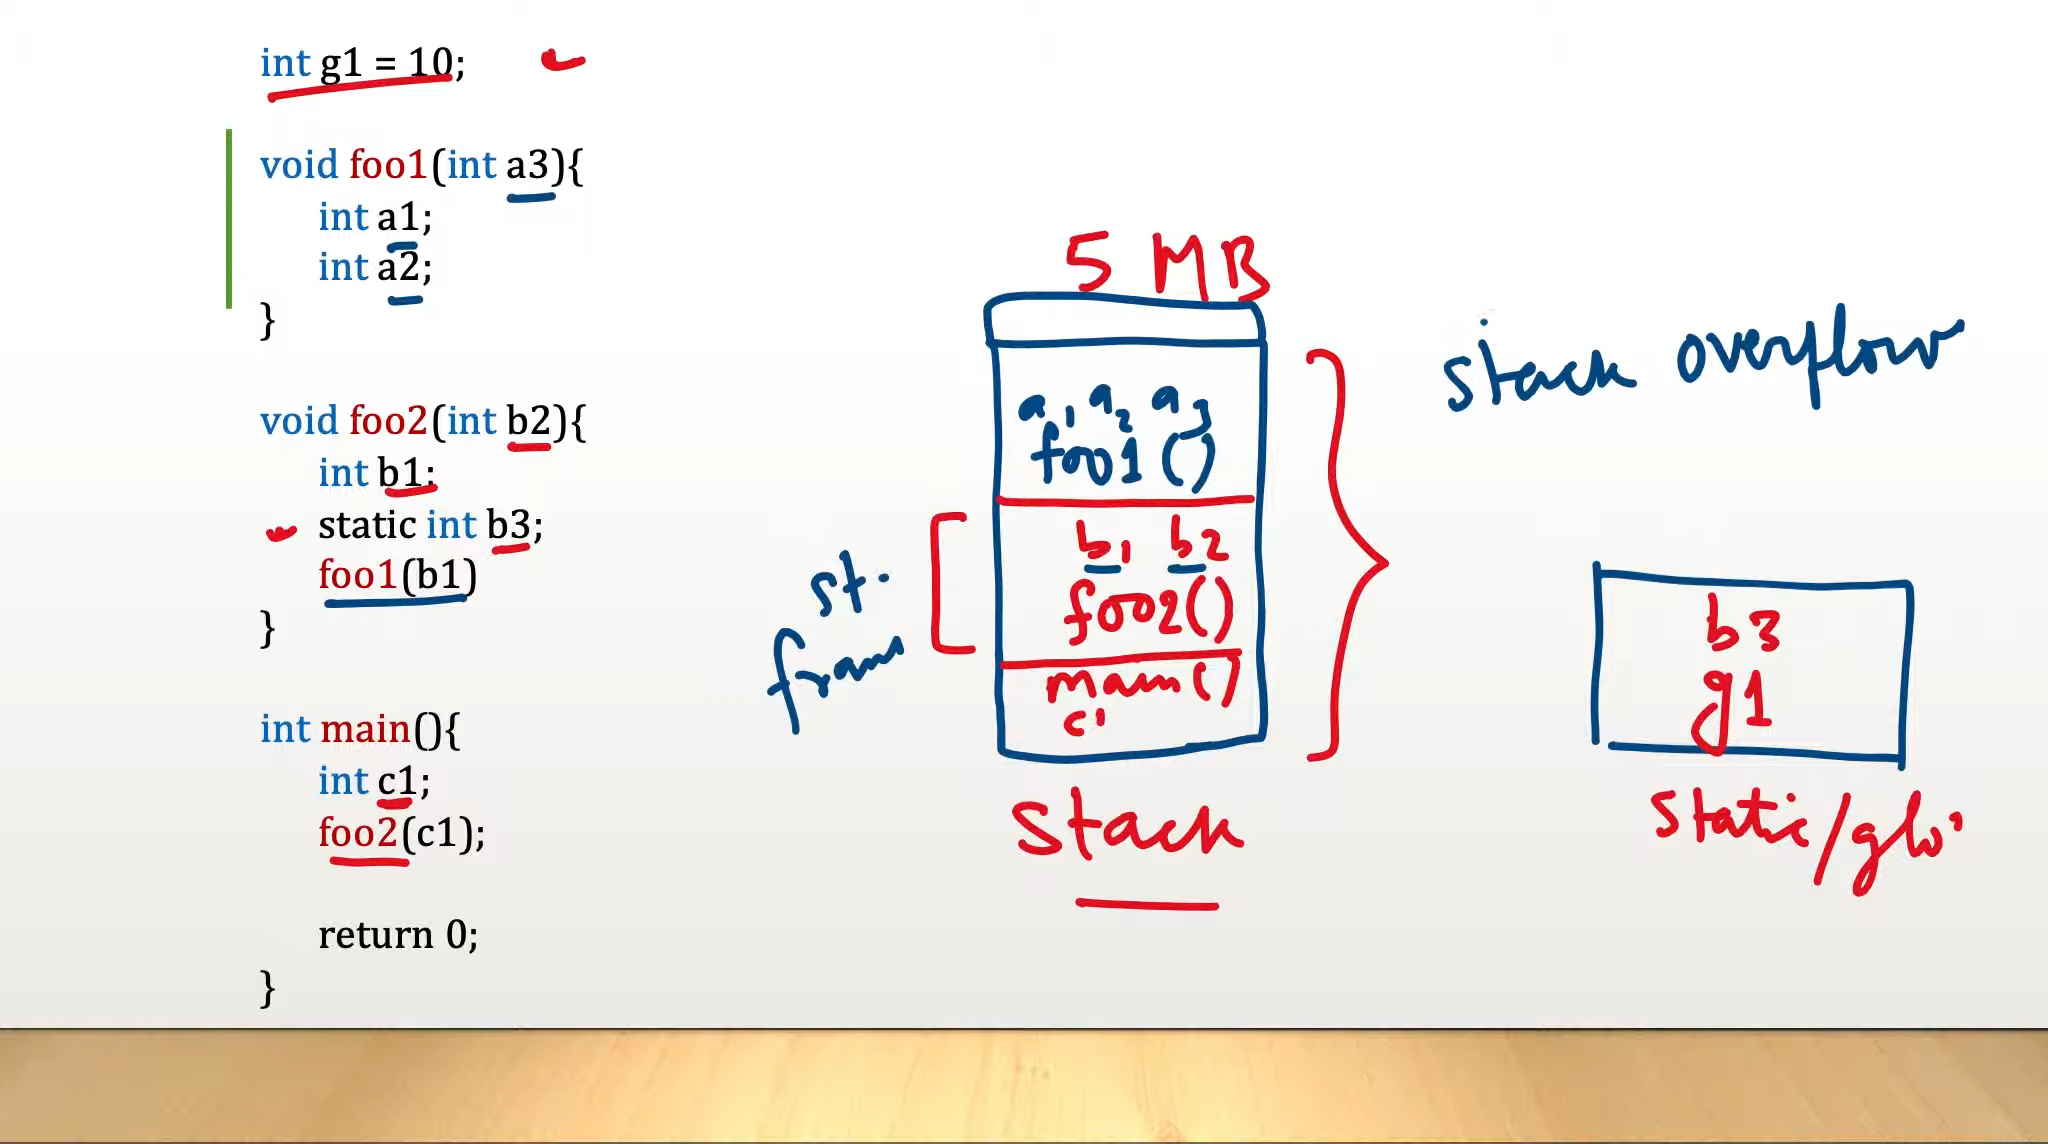 int g1 = 10;
void foo1(int a3){
int a1;
int a2;
}
void foo2(int b2){
int b1;
static int b3;
foo1(b1)
}
int main(){
int c1;
foo2(c1);
return 0;
}
5 MB
a1 a2 a3
foo1()
b1 b2
foo2()
main()
c1
stack
st.
fram
stack overflow
b3
g1
static/glo